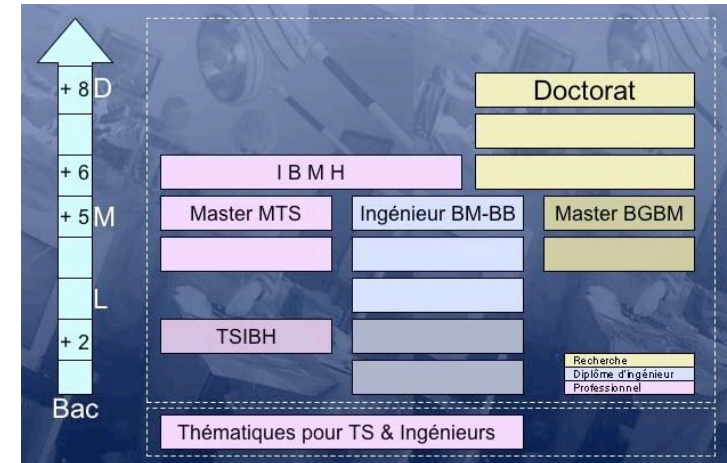 + 8 D
Doctorat
+ 6
I B M H
+ 5 M
Master MTS
Ingénieur BM-BB
Master BGBM
L
+ 2
TSIBH
Recherche
Diplôme d'ingénieur
Professionnel
Bac
Thématiques pour TS & Ingénieurs